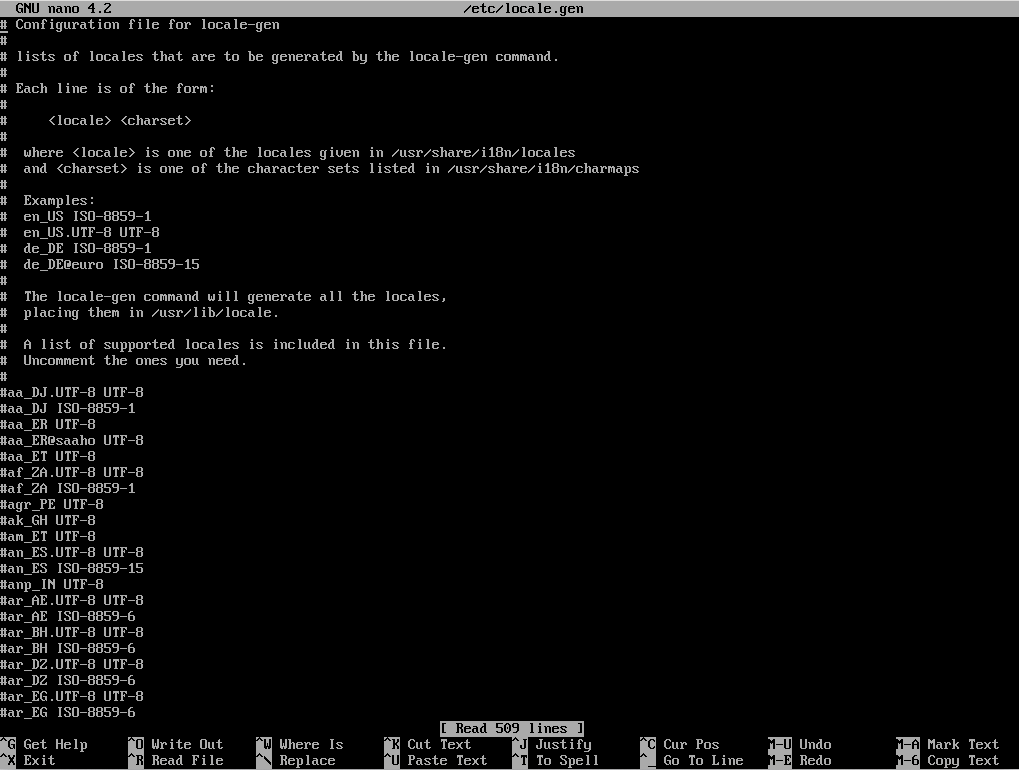 GNU nano 4.2 /etc/locale.gen
# Configuration file for locale-gen
#
# lists of locales that are to be generated by the locale-gen command.
#
# Each line is of the form:
#
#     <locale> <charset>
#
#  where <locale> is one of the locales given in /usr/share/i18n/locales
#  and <charset> is one of the character sets listed in /usr/share/i18n/charmaps
#
#  Examples:
#  en_US ISO-8859-1
#  en_US.UTF-8 UTF-8
#  de_DE ISO-8859-1
#  de_DE@euro ISO-8859-15
#
#  The locale-gen command will generate all the locales,
#  placing them in /usr/lib/locale.
#
#  A list of supported locales is included in this file.
#  Uncomment the ones you need.
#
#aa_DJ.UTF-8 UTF-8
#aa_DJ ISO-8859-1
#aa_ER UTF-8
#aa_ER@saaho UTF-8
#aa_ET UTF-8
#af_ZA.UTF-8 UTF-8
#af_ZA ISO-8859-1
#agr_PE UTF-8
#ak_GH UTF-8
#am_ET UTF-8
#an_ES.UTF-8 UTF-8
#an_ES ISO-8859-15
#anp_IN UTF-8
#ar_AE.UTF-8 UTF-8
#ar_AE ISO-8859-6
#ar_BH.UTF-8 UTF-8
#ar_BH ISO-8859-6
#ar_DZ.UTF-8 UTF-8
#ar_DZ ISO-8859-6
#ar_EG.UTF-8 UTF-8
#ar_EG ISO-8859-6
[ Read 509 lines ]
^G Get Help ^O Write Out ^W Where Is ^K Cut Text ^J Justify ^C Cur Pos M-U Undo M-A Mark Text
^X Exit ^R Read File ^\ Replace ^U Paste Text ^T To Spell ^_ Go To Line M-E Redo M-6 Copy Text